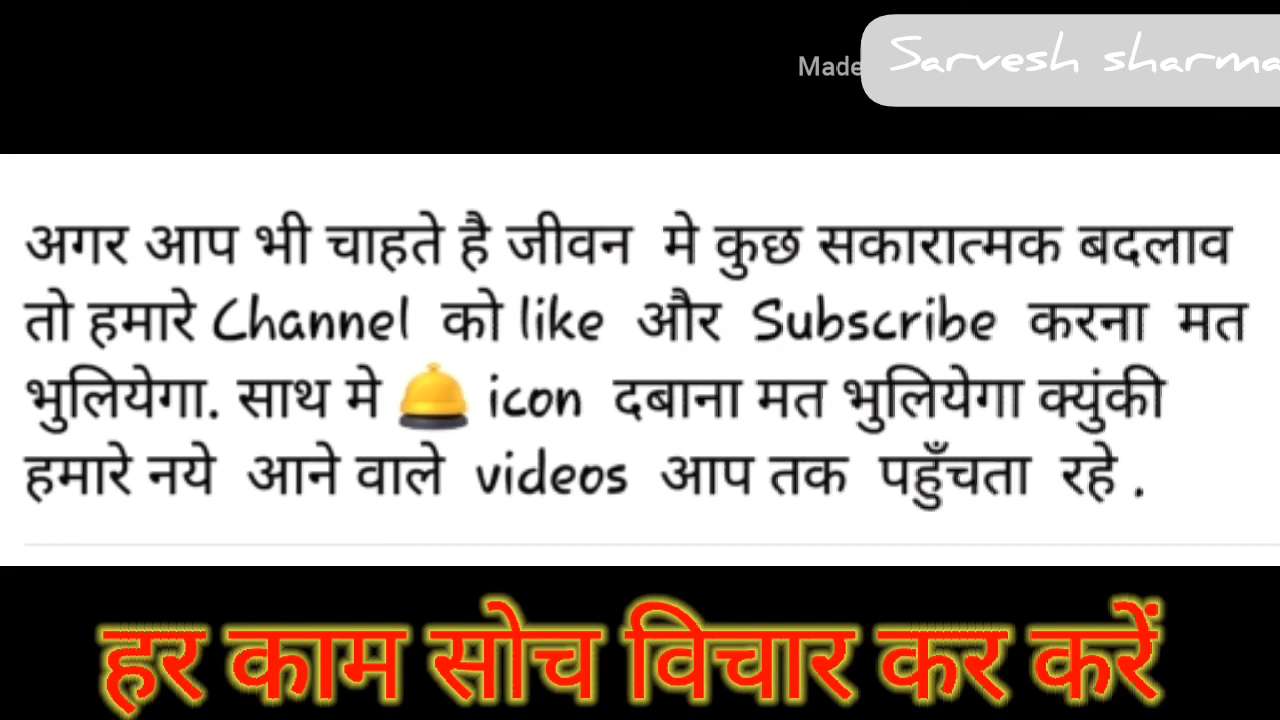 Made
Sarvesh sharma
अगर आप भी चाहते है जीवन मे कुछ सकारात्मक बदलाव
तो हमारे Channel को like और Subscribe करना मत
भुलियेगा. साथ मे 🛎️ icon दबाना मत भुलियेगा क्युंकी
हमारे नये आने वाले videos आप तक पहुँचता रहे .
हर काम सोच विचार कर करें